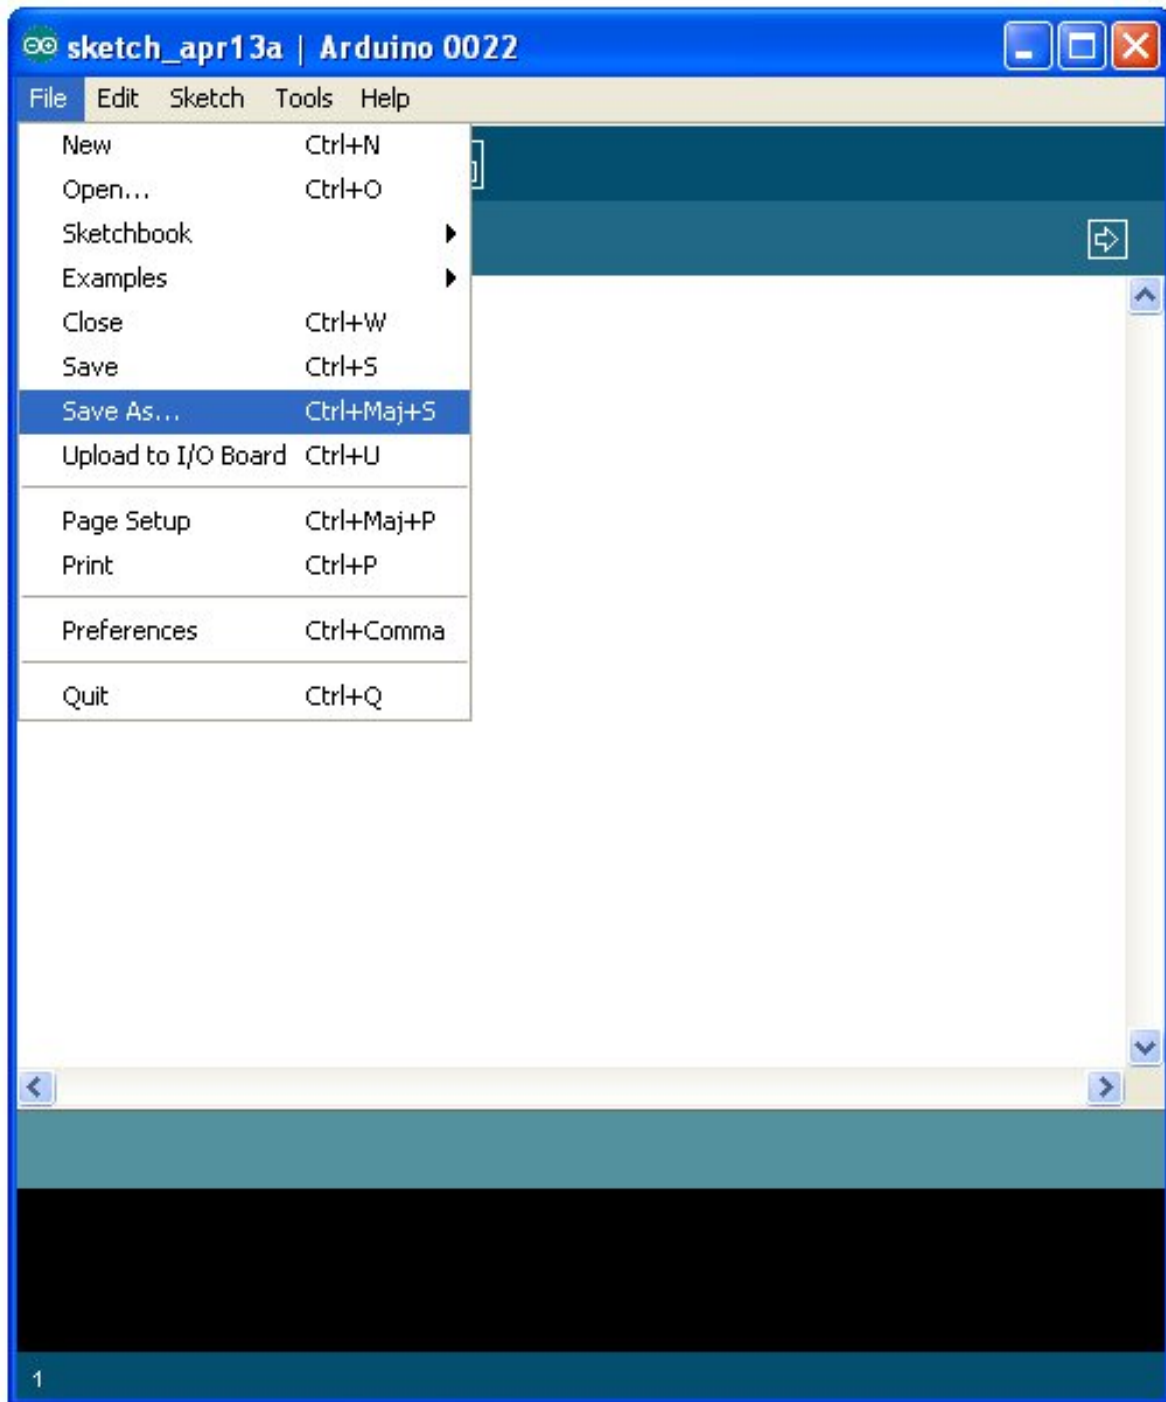 sketch_apr13a | Arduino 0022
File Edit Sketch Tools Help
New Ctrl+N
Open... Ctrl+O
Sketchbook
Examples
Close Ctrl+W
Save Ctrl+S
Save As... Ctrl+Maj+S
Upload to I/O Board Ctrl+U
Page Setup Ctrl+Maj+P
Print Ctrl+P
Preferences Ctrl+Comma
Quit Ctrl+Q
1